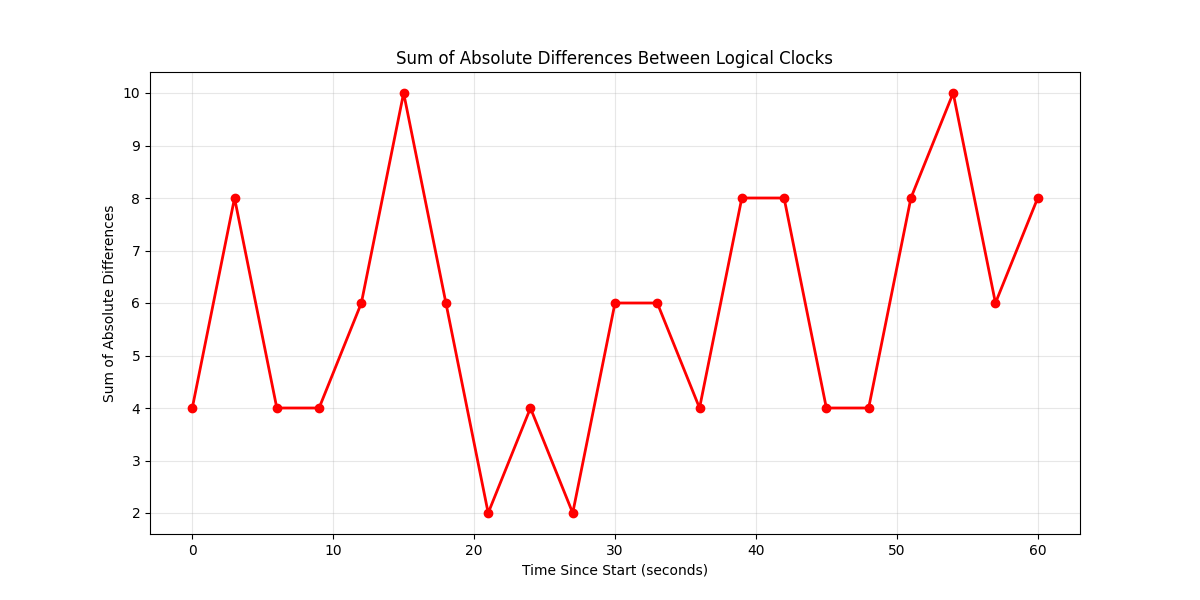 Sum of Absolute Differences Between Logical Clocks
10
9
8
7
6
5
4
3
2
Sum of Absolute Differences
0 10 20 30 40 50 60
Time Since Start (seconds)